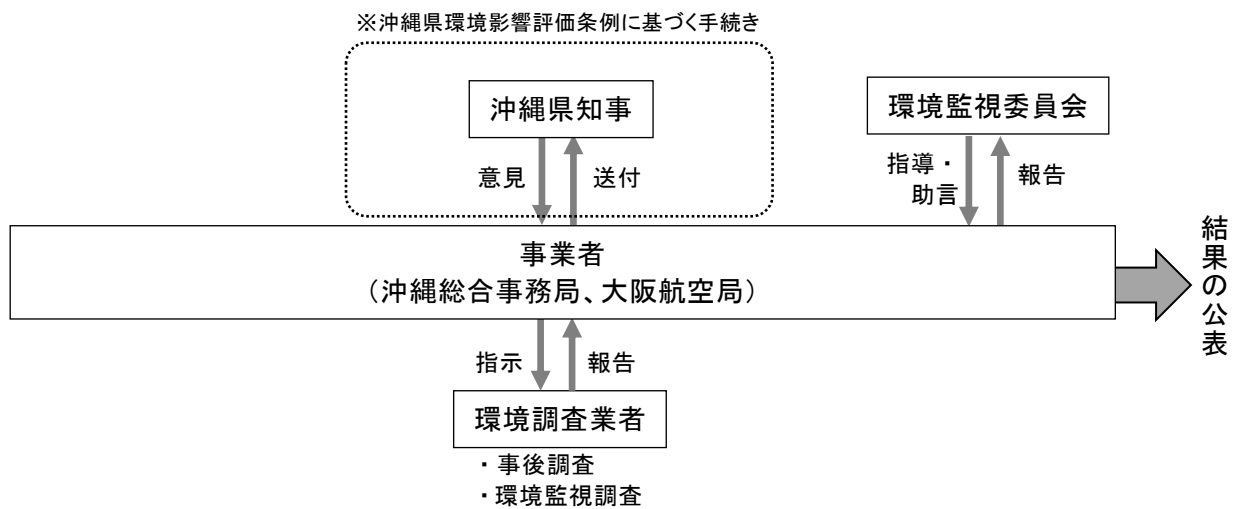 ※沖縄県環境影響評価条例に基づく手続き
沖縄県知事
環境監視委員会
意見
送付
指導・
助言
報告
事業者
（沖縄総合事務局、大阪航空局）
結果の公表
指示
報告
環境調査業者
・事後調査
・環境監視調査